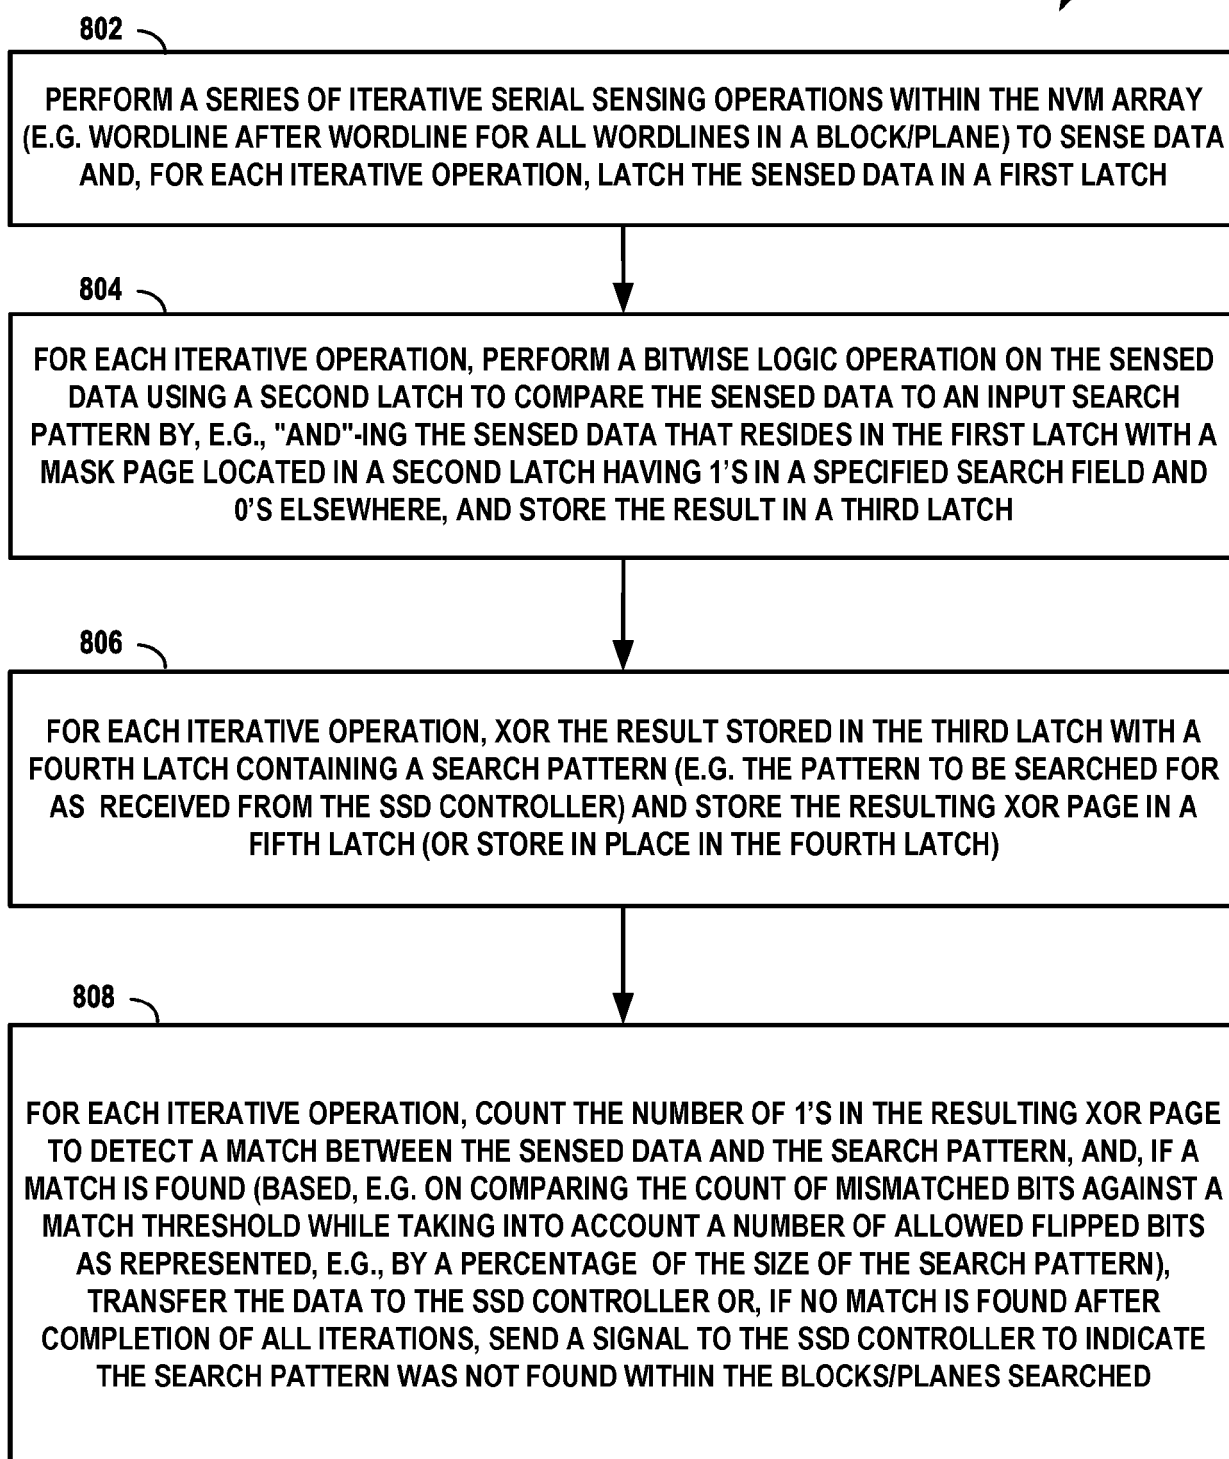 802
PERFORM A SERIES OF ITERATIVE SERIAL SENSING OPERATIONS WITHIN THE NVM ARRAY
(E.G. WORDLINE AFTER WORDLINE FOR ALL WORDLINES IN A BLOCK/PLANE) TO SENSE DATA
AND, FOR EACH ITERATIVE OPERATION, LATCH THE SENSED DATA IN A FIRST LATCH
804
FOR EACH ITERATIVE OPERATION, PERFORM A BITWISE LOGIC OPERATION ON THE SENSED
DATA USING A SECOND LATCH TO COMPARE THE SENSED DATA TO AN INPUT SEARCH
PATTERN BY, E.G., "AND"-ING THE SENSED DATA THAT RESIDES IN THE FIRST LATCH WITH A
MASK PAGE LOCATED IN A SECOND LATCH HAVING 1'S IN A SPECIFIED SEARCH FIELD AND
0'S ELSEWHERE, AND STORE THE RESULT IN A THIRD LATCH
806
FOR EACH ITERATIVE OPERATION, XOR THE RESULT STORED IN THE THIRD LATCH WITH A
FOURTH LATCH CONTAINING A SEARCH PATTERN (E.G. THE PATTERN TO BE SEARCHED FOR
AS RECEIVED FROM THE SSD CONTROLLER) AND STORE THE RESULTING XOR PAGE IN A
FIFTH LATCH (OR STORE IN PLACE IN THE FOURTH LATCH)
808
FOR EACH ITERATIVE OPERATION, COUNT THE NUMBER OF 1'S IN THE RESULTING XOR PAGE
TO DETECT A MATCH BETWEEN THE SENSED DATA AND THE SEARCH PATTERN, AND, IF A
MATCH IS FOUND (BASED, E.G. ON COMPARING THE COUNT OF MISMATCHED BITS AGAINST A
MATCH THRESHOLD WHILE TAKING INTO ACCOUNT A NUMBER OF ALLOWED FLIPPED BITS
AS REPRESENTED, E.G., BY A PERCENTAGE OF THE SIZE OF THE SEARCH PATTERN),
TRANSFER THE DATA TO THE SSD CONTROLLER OR, IF NO MATCH IS FOUND AFTER
COMPLETION OF ALL ITERATIONS, SEND A SIGNAL TO THE SSD CONTROLLER TO INDICATE
THE SEARCH PATTERN WAS NOT FOUND WITHIN THE BLOCKS/PLANES SEARCHED